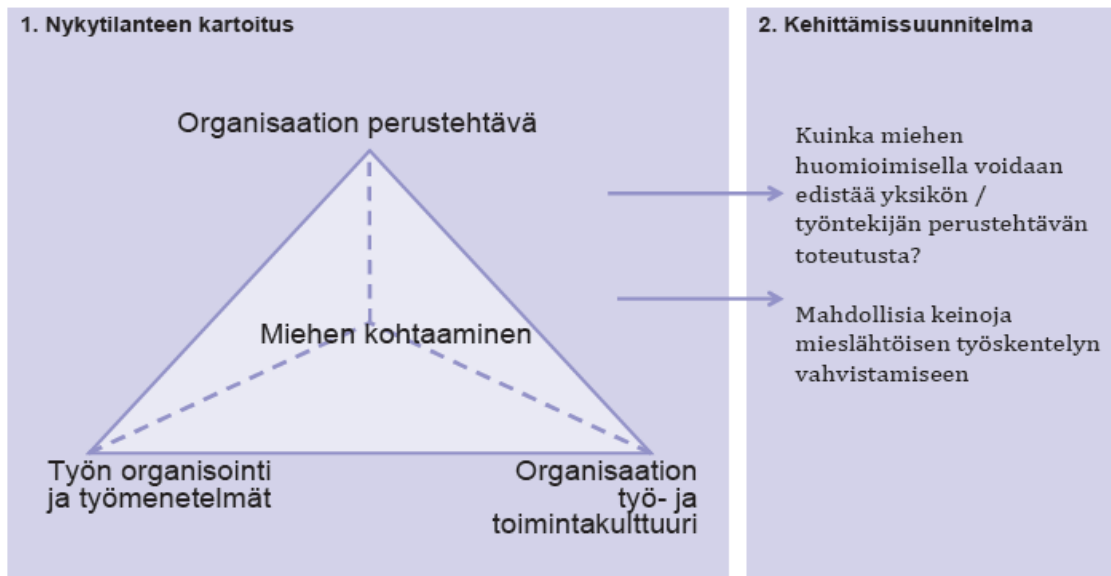 1. Nykytilanteen kartoitus
Organisaation perustehtävä
Miehen kohtaaminen
Työn organisointi
ja työmenetelmät
Organisaation
työ- ja
toimintakulttuuri
2. Kehittämissuunnitelma
Kuinka miehen
huomioimisella voidaan
edistää yksikön /
työntekijän perustehtävän
toteutusta?
Mahdollisia keinoja
mieslähtöisen työskentelyn
vahvistamiseen